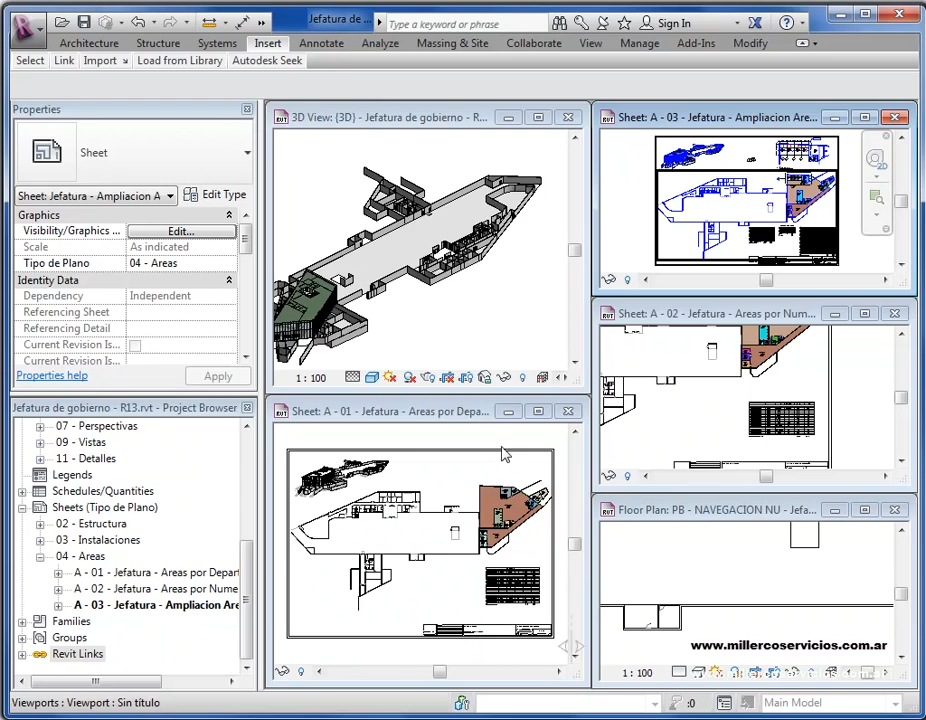 Jefatura de ...
Type a keyword or phrase
Sign In
Architecture Structure Systems Insert Annotate Analyze Massing & Site Collaborate View Manage Add-Ins Modify
Select Link Import Load from Library Autodesk Seek
Properties
Sheet
Sheet: Jefatura - Ampliacion A
Edit Type
Graphics
Visibility/Graphics ... Edit...
Scale As indicated
Tipo de Plano 04 - Areas
Identity Data
Dependency Independent
Referencing Sheet
Referencing Detail
Current Revision Is...
Current Revision Is...
Properties help
Apply
Jefatura de gobierno - R13.rvt - Project Browser
07 - Perspectivas
09 - Vistas
11 - Detalles
Legends
Schedules/Quantities
Sheets (Tipo de Plano)
02 - Estructura
03 - Instalaciones
04 - Areas
A - 01 - Jefatura - Areas por Depart
A - 02 - Jefatura - Areas por Nume
A - 03 - Jefatura - Ampliacion Are
Families
Groups
Revit Links
3D View: {3D} - Jefatura de gobierno - R...
1 : 100
Sheet: A - 01 - Jefatura - Areas por Depa...
Sheet: A - 03 - Jefatura - Ampliacion Are...
2D
Sheet: A - 02 - Jefatura - Areas por Num...
Floor Plan: PB - NAVEGACION NU - Jefa...
www.millercoservicios.com.ar
1 : 100
Viewports : Viewport : Sin título
:0
Main Model